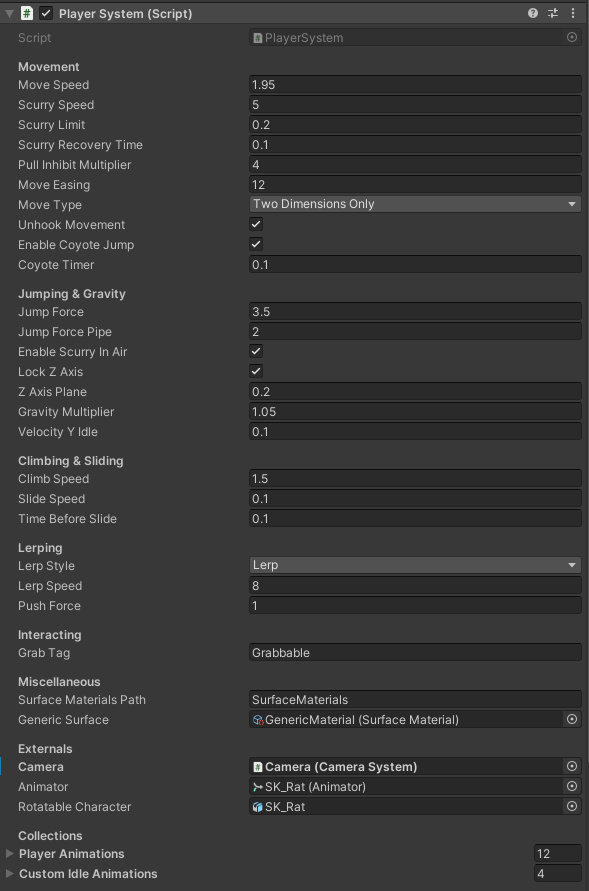 Player System (Script)
Script PlayerSystem
Movement
Move Speed 1.95
Scurry Speed 5
Scurry Limit 0.2
Scurry Recovery Time 0.1
Pull Inhibit Multiplier 4
Move Easing 12
Move Type Two Dimensions Only
Unhook Movement
Enable Coyote Jump
Coyote Timer 0.1
Jumping & Gravity
Jump Force 3.5
Jump Force Pipe 2
Enable Scurry In Air
Lock Z Axis
Z Axis Plane 0.2
Gravity Multiplier 1.05
Velocity Y Idle 0.1
Climbing & Sliding
Climb Speed 1.5
Slide Speed 0.1
Time Before Slide 0.1
Lerping
Lerp Style Lerp
Lerp Speed 8
Push Force 1
Interacting
Grab Tag Grabbable
Miscellaneous
Surface Materials Path SurfaceMaterials
Generic Surface GenericMaterial (Surface Material)
Externals
Camera Camera (Camera System)
Animator SK_Rat (Animator)
Rotatable Character SK_Rat
Collections
Player Animations 12
Custom Idle Animations 4